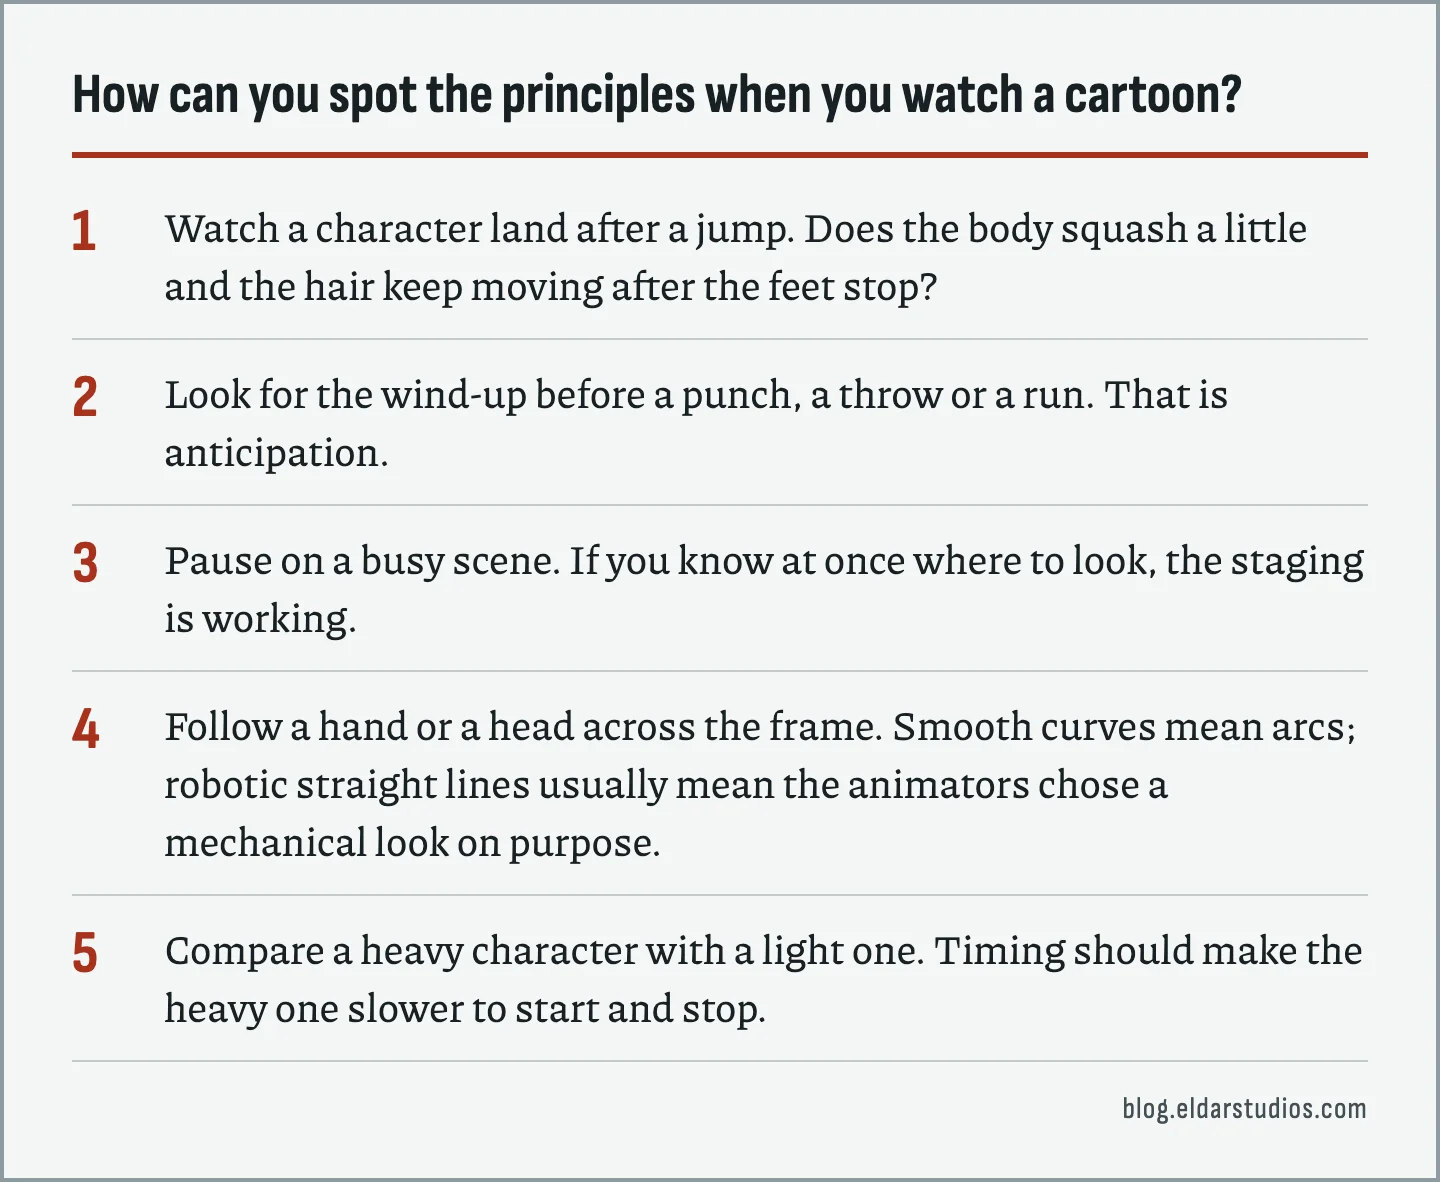 How can you spot the principles when you watch a cartoon?
1 Watch a character land after a jump. Does the body squash a little
and the hair keep moving after the feet stop?
2 Look for the wind-up before a punch, a throw or a run. That is
anticipation.
3 Pause on a busy scene. If you know at once where to look, the staging
is working.
4 Follow a hand or a head across the frame. Smooth curves mean arcs;
robotic straight lines usually mean the animators chose a
mechanical look on purpose.
5 Compare a heavy character with a light one. Timing should make the
heavy one slower to start and stop.
blog.eldarstudios.com